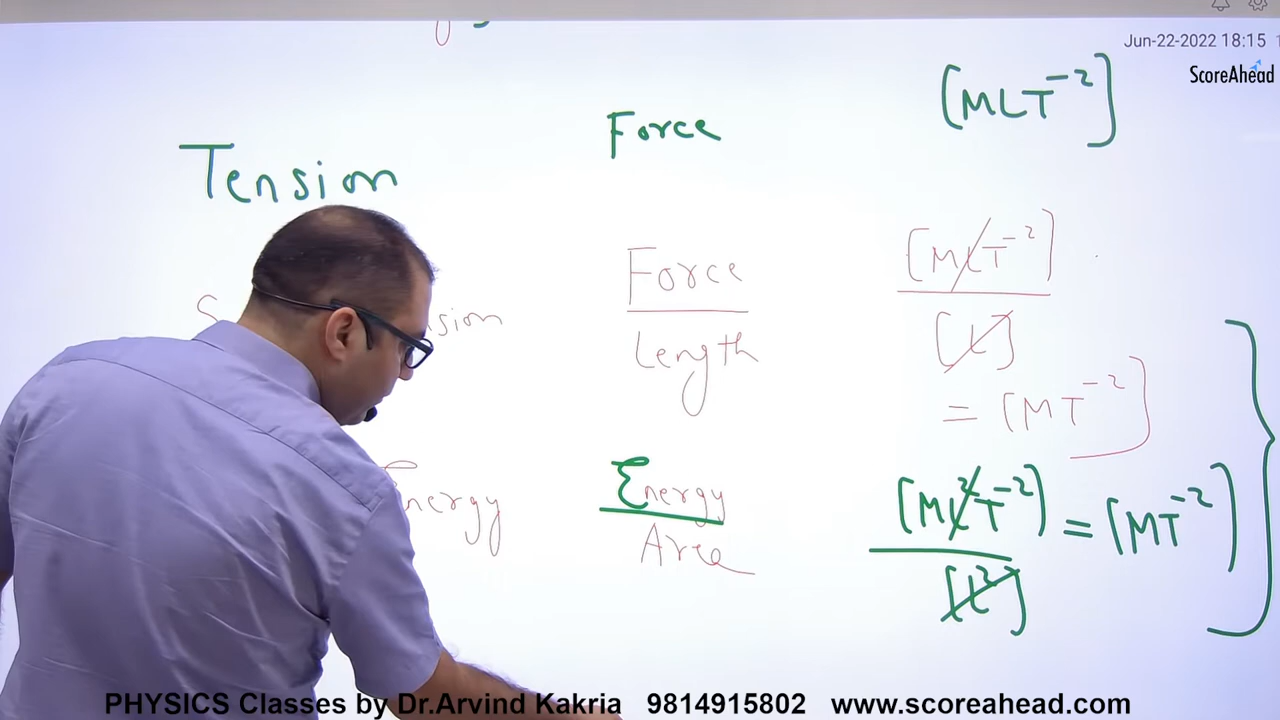 Jun-22-2022 18:15
ScoreAhead
Tension Force [MLT⁻²]
Force / Length [MLT⁻²] / [L]
= [MT⁻²]
Energy Energy / Area [ML²T⁻²] / [L²] = [MT⁻²]
PHYSICS Classes by Dr.Arvind Kakria 9814915802 www.scoreahead.com